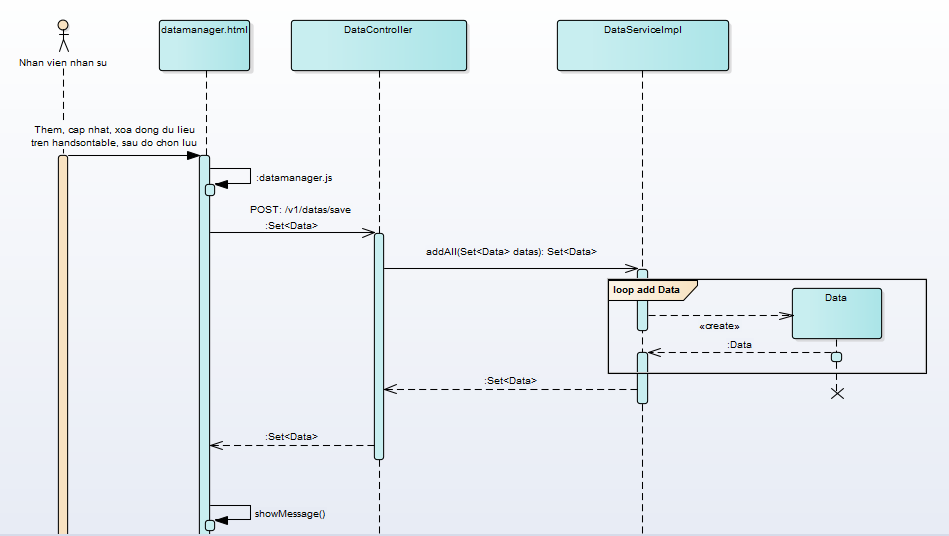 datamanager.html
DataController
DataServiceImpl
Nhan vien nhan su
Them, cap nhat, xoa dong du lieu
tren handsontable, sau do chon luu
:datamanager.js
POST: /v1/datas/save
:Set<Data>
addAll(Set<Data> datas): Set<Data>
loop add Data
Data
«create»
:Data
:Set<Data>
:Set<Data>
showMessage()